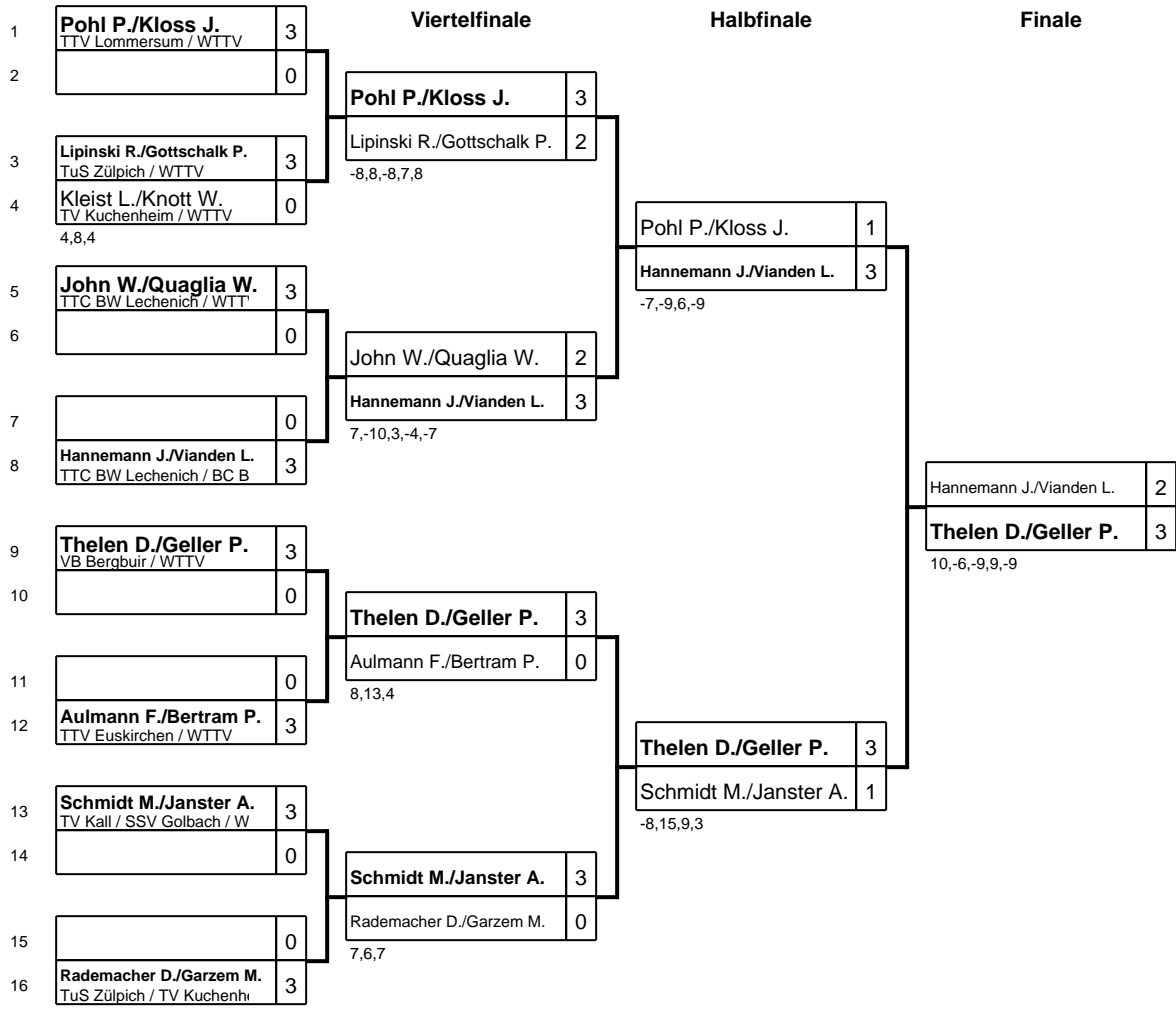 Viertelfinale
Halbfinale
Finale
1
Pohl P./Kloss J.
3
TTV Lommersum / WTTV
2
0
3
Lipinski R./Gottschalk P.
3
TuS Zülpich / WTTV
4
Kleist L./Knott W.
0
TV Kuchenheim / WTTV
4,8,4
5
John W./Quaglia W.
3
TTC BW Lechenich / WTT
6
0
7
0
8
Hannemann J./Vianden L.
3
TTC BW Lechenich / BC B
9
Thelen D./Geller P.
3
VB Bergbuir / WTTV
10
0
11
0
12
Aulmann F./Bertram P.
3
TTV Euskirchen / WTTV
13
Schmidt M./Janster A.
3
TV Kall / SSV Golbach / W
14
0
15
0
16
Rademacher D./Garzem M.
3
TuS Zülpich / TV Kuchenh
Pohl P./Kloss J.
3
Lipinski R./Gottschalk P.
2
-8,8,-8,7,8
John W./Quaglia W.
2
Hannemann J./Vianden L.
3
7,-10,3,-4,-7
Thelen D./Geller P.
3
Aulmann F./Bertram P.
0
8,13,4
Schmidt M./Janster A.
3
Rademacher D./Garzem M.
0
7,6,7
Pohl P./Kloss J.
1
Hannemann J./Vianden L.
3
-7,-9,6,-9
Thelen D./Geller P.
3
Schmidt M./Janster A.
1
-8,15,9,3
Hannemann J./Vianden L.
2
Thelen D./Geller P.
3
10,-6,-9,9,-9